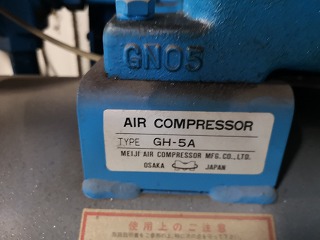 GN05
AIR COMPRESSOR
TYPE GH-5A
MEIJI AIR COMPRESSOR MFG.CO.,LTD.
OSAKA JAPAN
使用上のご注意